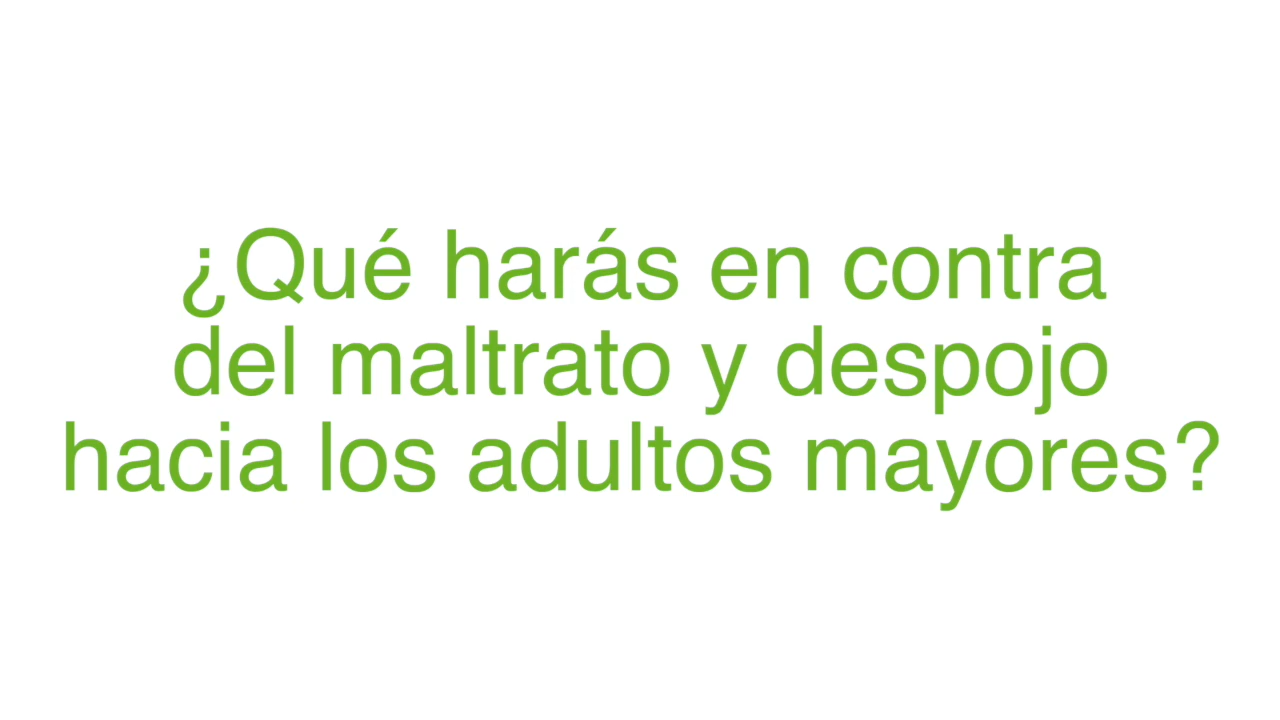 ¿Qué harás en contra
del maltrato y despojo
hacia los adultos mayores?